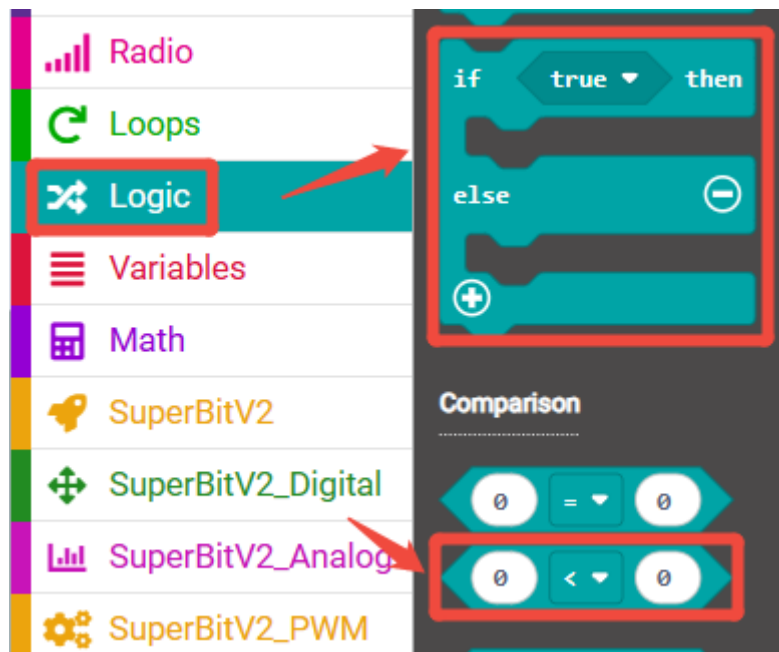 Radio
Loops
Logic
Variables
Math
SuperBitV2
SuperBitV2_Digital
SuperBitV2_Analog
SuperBitV2_PWM
if true then
else
Comparison
0 = 0
0 < 0